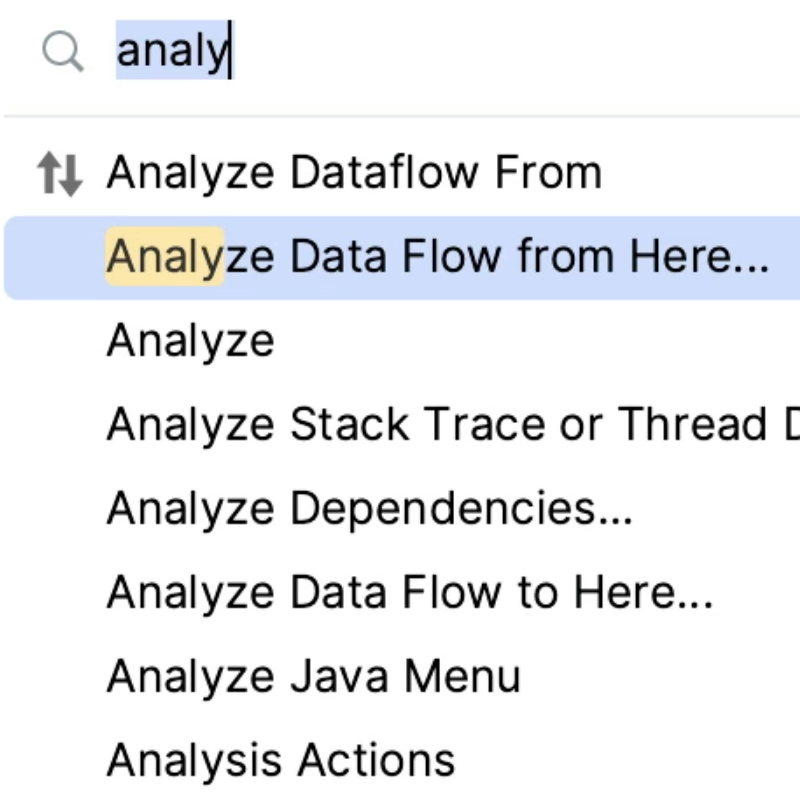 analy
Analyze Dataflow From
Analyze Data Flow from Here...
Analyze
Analyze Stack Trace or Thread
Analyze Dependencies...
Analyze Data Flow to Here...
Analyze Java Menu
Analysis Actions